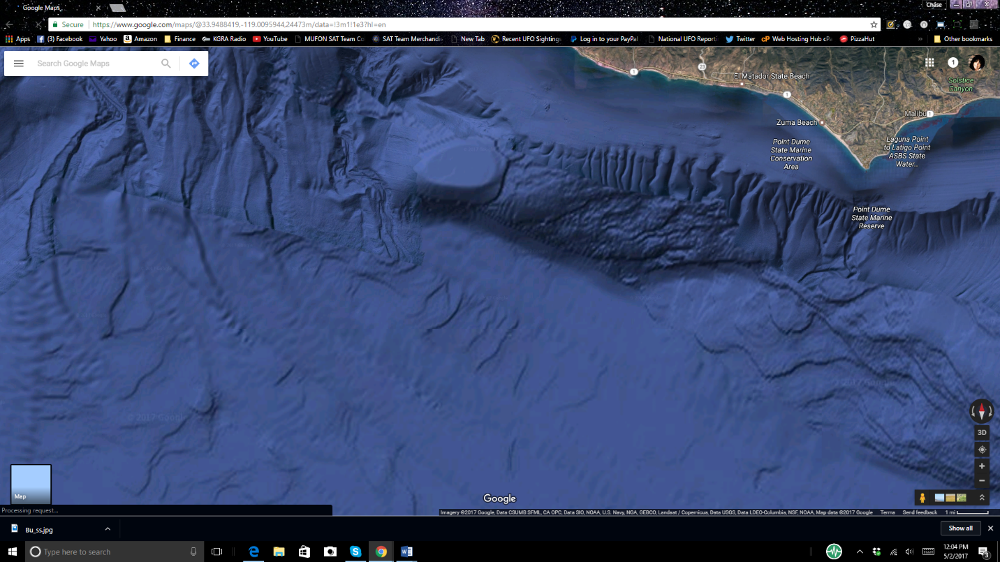 Google Maps
Chase
Secure
https://www.google.com/maps/@33.9488419,-119.0095944,24473m/data=!3m1!1e3?hl=en
Apps
(3) Facebook
Yahoo
Amazon
Finance
KGRA Radio
YouTube
MUFON SAT Team Co
SAT Team Merchandis
New Tab
Recent UFO Sightings
Log in to your PayPal
National UFO Report
Twitter
Web Hosting Hub cPa
PizzaHut
»
Other bookmarks
Search Google Maps
1
23
El Matador State Beach
1
1
Solstice
Canyon
Malibu
1
Zuma Beach
Point Dume
State Marine
Conservation
Area
Laguna Point
to Latigo Point
ASBS State
Water...
Point Dume
State Marine
Reserve
© 2017 Googl
© 2017 Googl
3D
+
−
Map
Google
Processing request...
Imagery ©2017 Google, Data CSUMB SFML, CA OPC, Data SIO, NOAA, U.S. Navy, NGA, GEBCO, Landsat / Copernicus, Data USGS, Data LDEO-Columbia, NSF, NOAA, Map data ©2017 Google
Terms
Send feedback
1 mi
Bu_ss.jpg
Show all
Type here to search
12:04 PM
5/2/2017
3